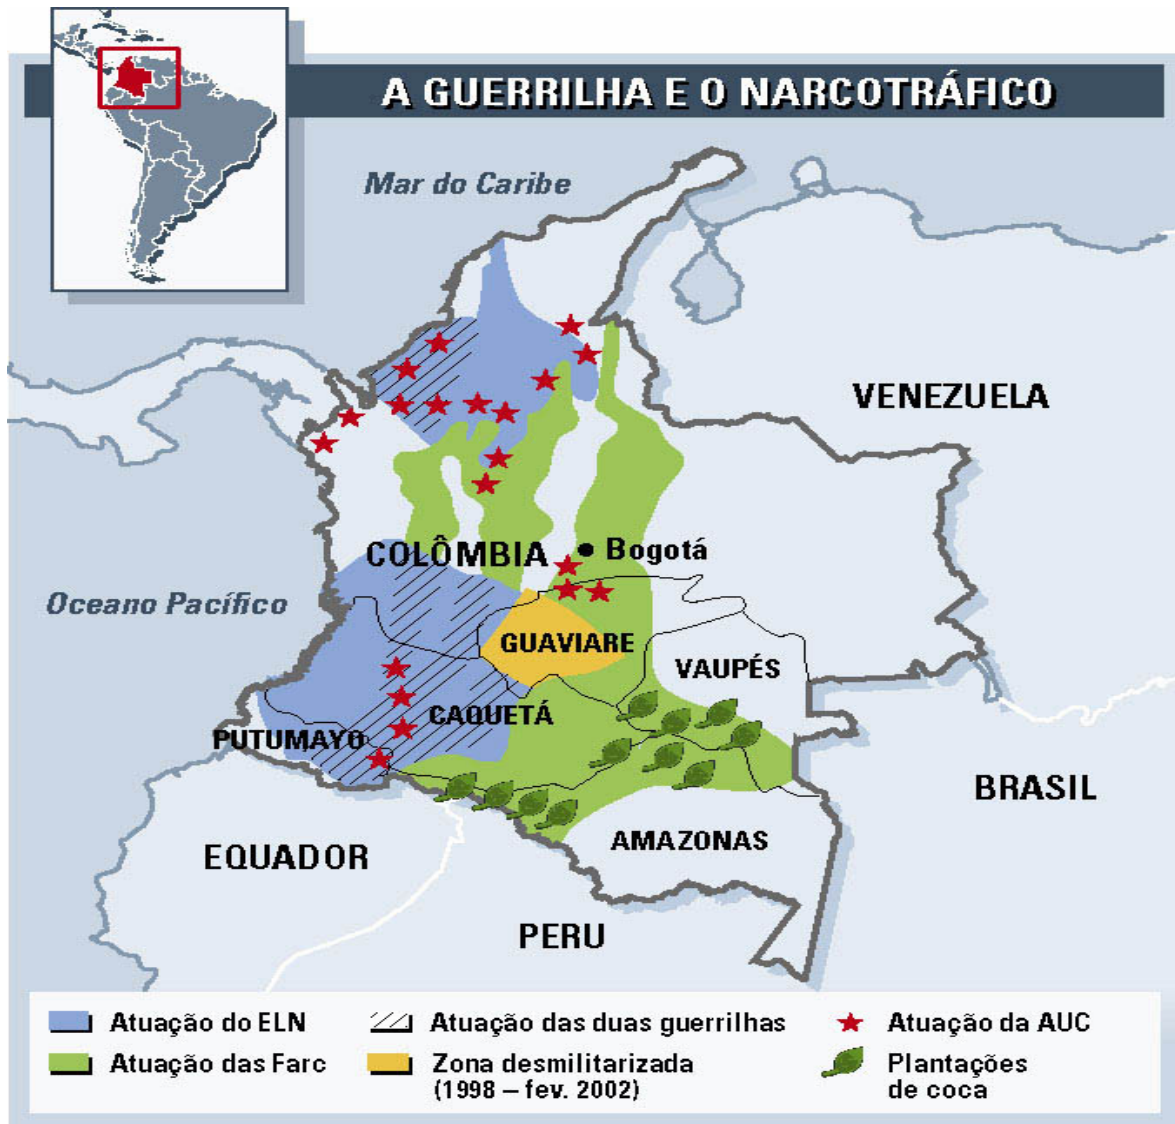 A GUERRILHA E O NARCOTRÁFICO
Mar do Caribe
VENEZUELA
COLÔMBIA
Bogotá
Oceano Pacífico
GUAVIARE
VAUPÉS
CAQUETÁ
PUTUMAYO
BRASIL
AMAZONAS
EQUADOR
PERU
Atuação do ELN
Atuação das duas guerrilhas
Atuação da AUC
Atuação das Farc
Zona desmilitarizada
(1998 – fev. 2002)
Plantações
de coca